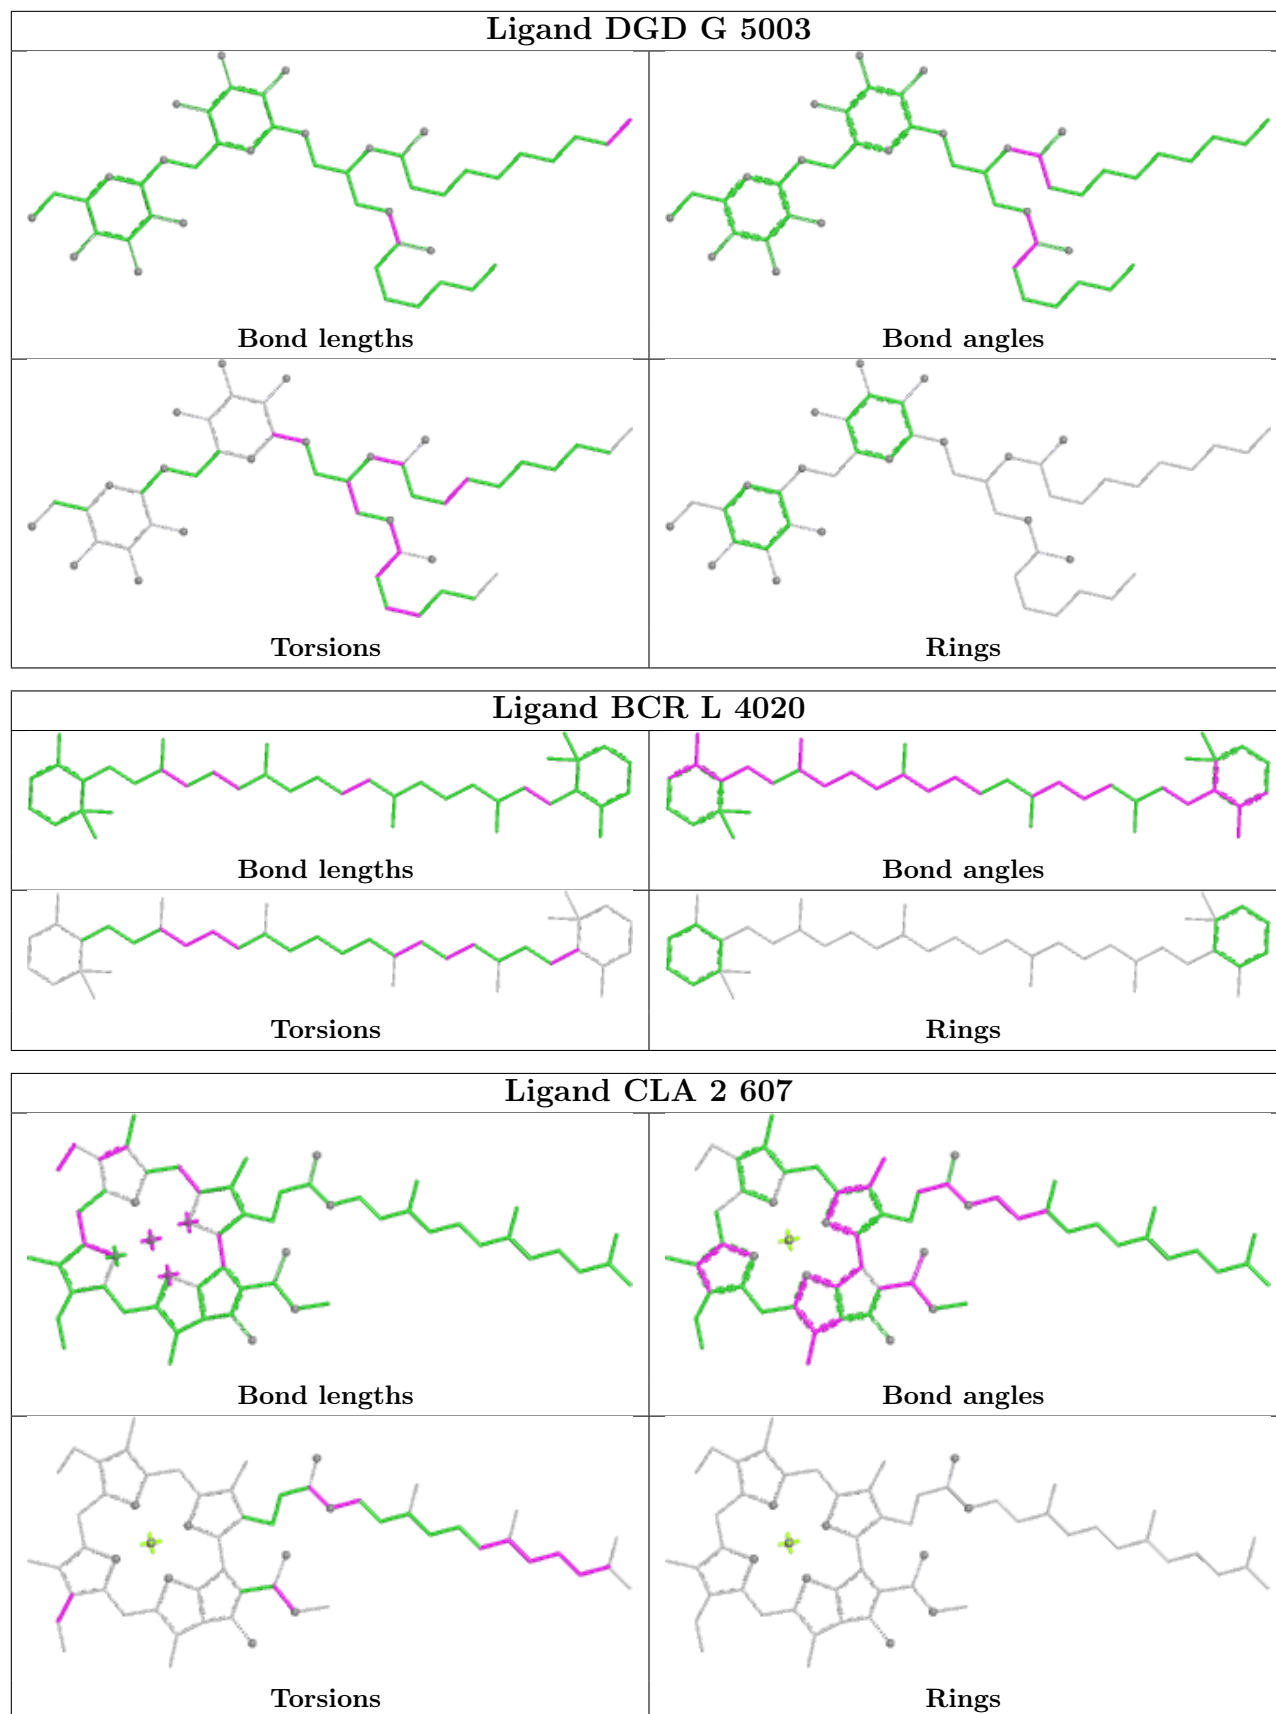 Ligand DGD G 5003
Bond lengths
Bond angles
Torsions
Rings
Ligand BCR L 4020
Bond lengths
Bond angles
Torsions
Rings
Ligand CLA 2 607
Bond lengths
Bond angles
Torsions
Rings